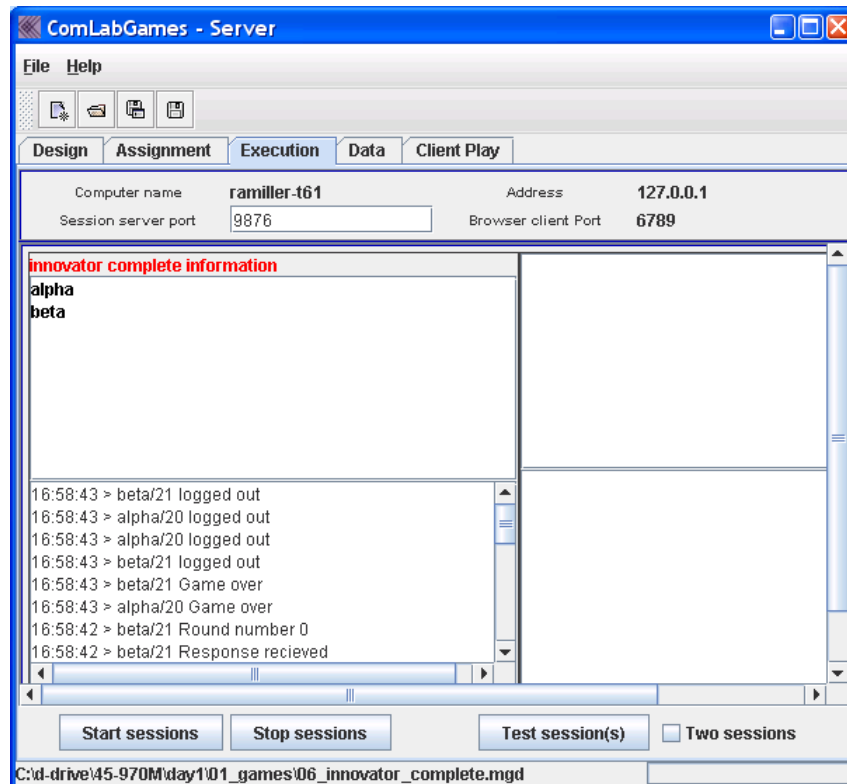 ComLabGames - Server
File Help
Design Assignment Execution Data Client Play
Computer name ramiller-t61 Address 127.0.0.1
Session server port 9876 Browser client Port 6789
innovator complete information
alpha
beta
16:58:43 > beta/21 logged out
16:58:43 > alpha/20 logged out
16:58:43 > alpha/20 logged out
16:58:43 > beta/21 logged out
16:58:43 > beta/21 Game over
16:58:43 > alpha/20 Game over
16:58:42 > beta/21 Round number 0
16:58:42 > beta/21 Response recieved
Start sessions Stop sessions Test session(s) Two sessions
C:\d-drive\45-970M\day1\01_games\06_innovator_complete.mgd